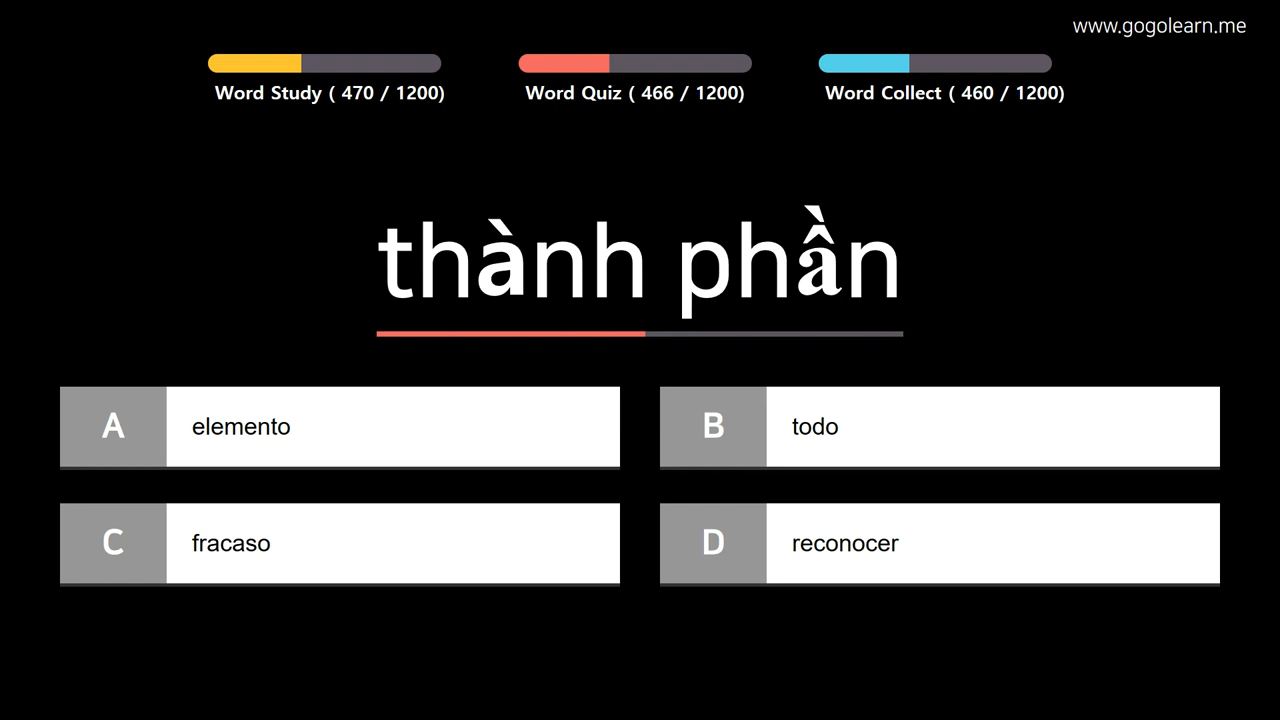 www.gogolearn.me
Word Study ( 470 / 1200)
Word Quiz ( 466 / 1200)
Word Collect ( 460 / 1200)
thành phần
A elemento
B todo
C fracaso
D reconocer